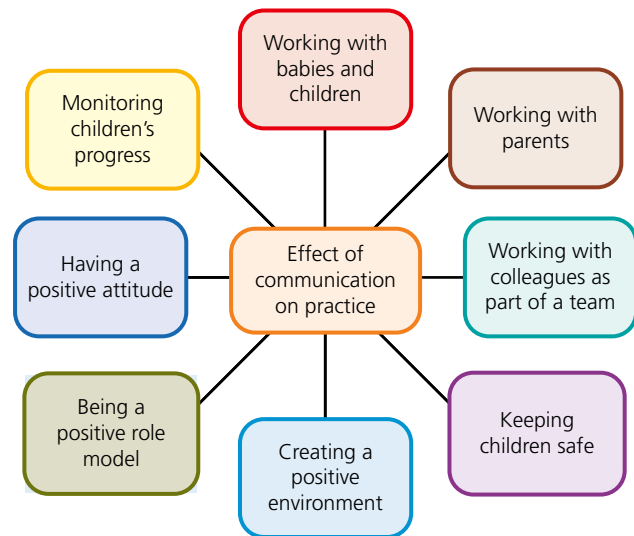 Working with
babies and
children
Monitoring
children’s
progress
Working with
parents
Having a
positive attitude
Effect of
communication
on practice
Working with
colleagues as
part of a team
Being a
positive role
model
Creating a
positive
environment
Keeping
children safe